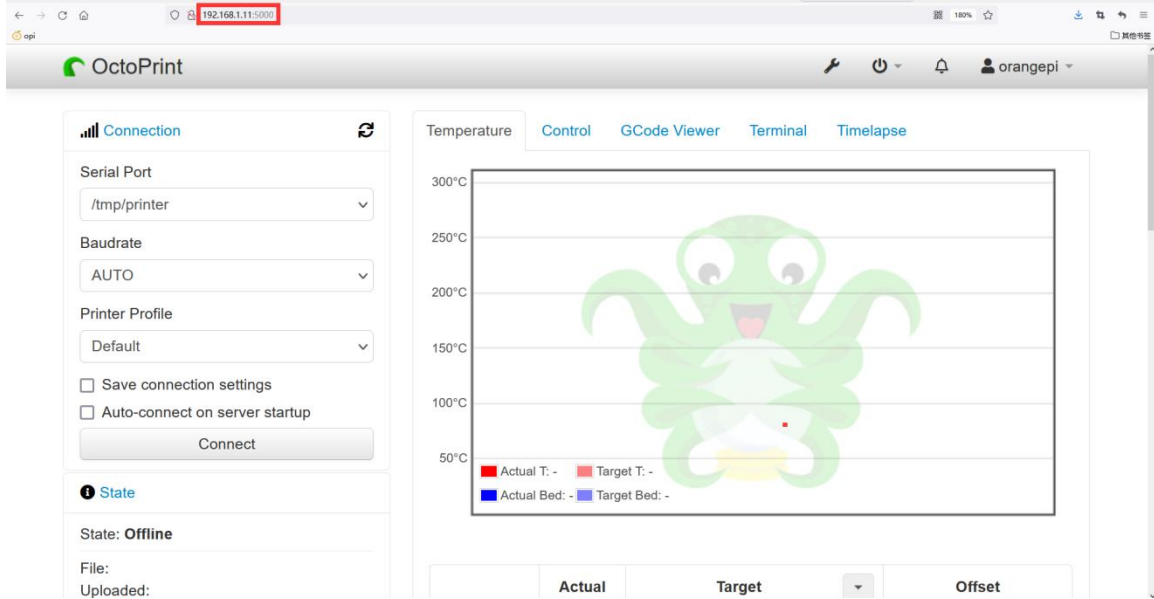 192.168.1.11:5000
180%
opi
其他书签
OctoPrint
orangepi
Connection
Serial Port
/tmp/printer
Baudrate
AUTO
Printer Profile
Default
Save connection settings
Auto-connect on server startup
Connect
State
State: Offline
File:
Uploaded:
Temperature
Control
GCode Viewer
Terminal
Timelapse
300°C
250°C
200°C
150°C
100°C
50°C
Actual T: - Target T: -
Actual Bed: - Target Bed: -
Actual Target Offset